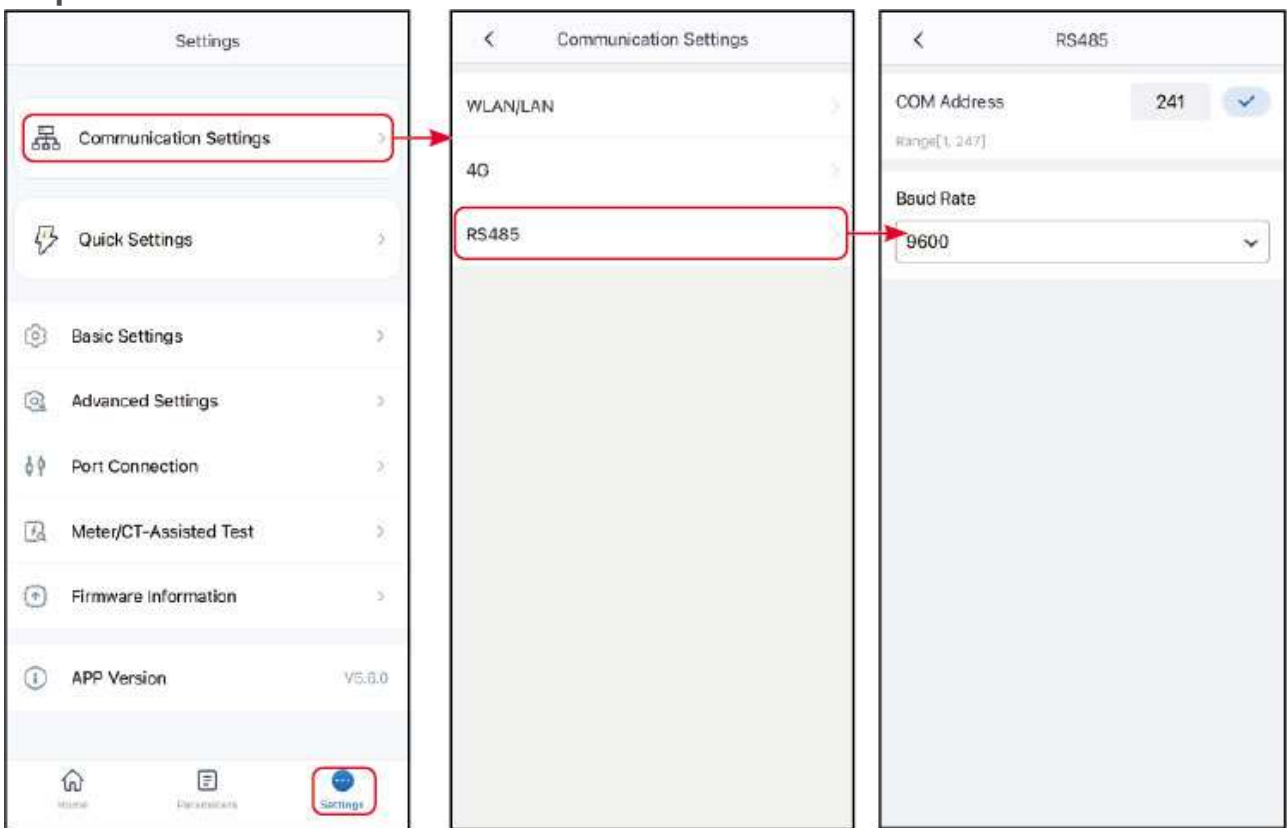 Settings
Communication Settings
Quick Settings
Basic Settings
Advanced Settings
Port Connection
Meter/CT-Assisted Test
Firmware Information
APP Version
Home
Parameters
Settings
Communication Settings
WLAN/LAN
4G
RS485
RS485
COM Address 241
Range[1, 247]
Baud Rate
9600